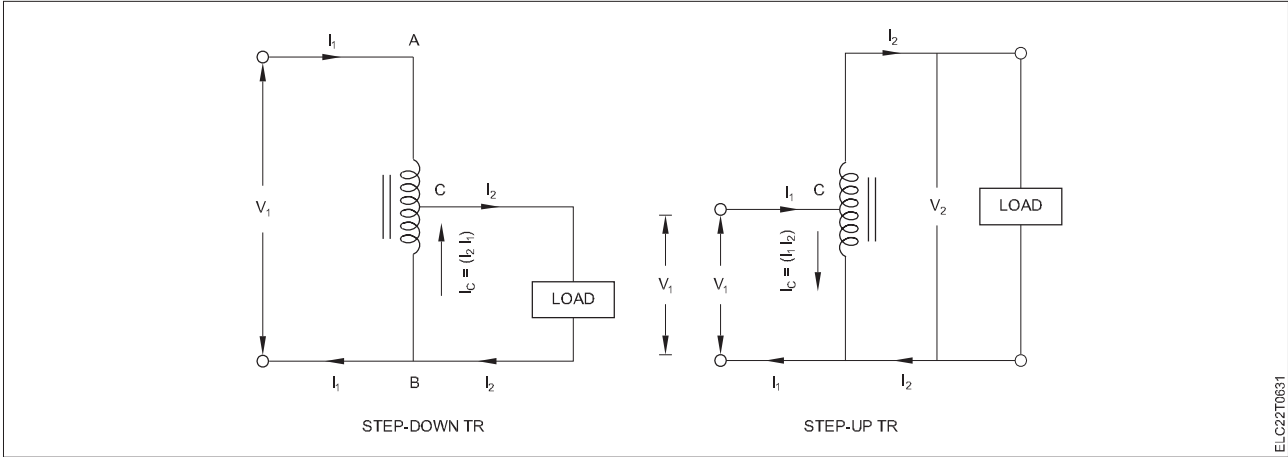 I1
A
V1
C
I2
IC = (I2 I1)
LOAD
I1
B
I2
STEP-DOWN TR
I2
I1
C
V2
LOAD
V1
V1
IC = (I1 I2)
I1
I2
STEP-UP TR
ELC22T0631